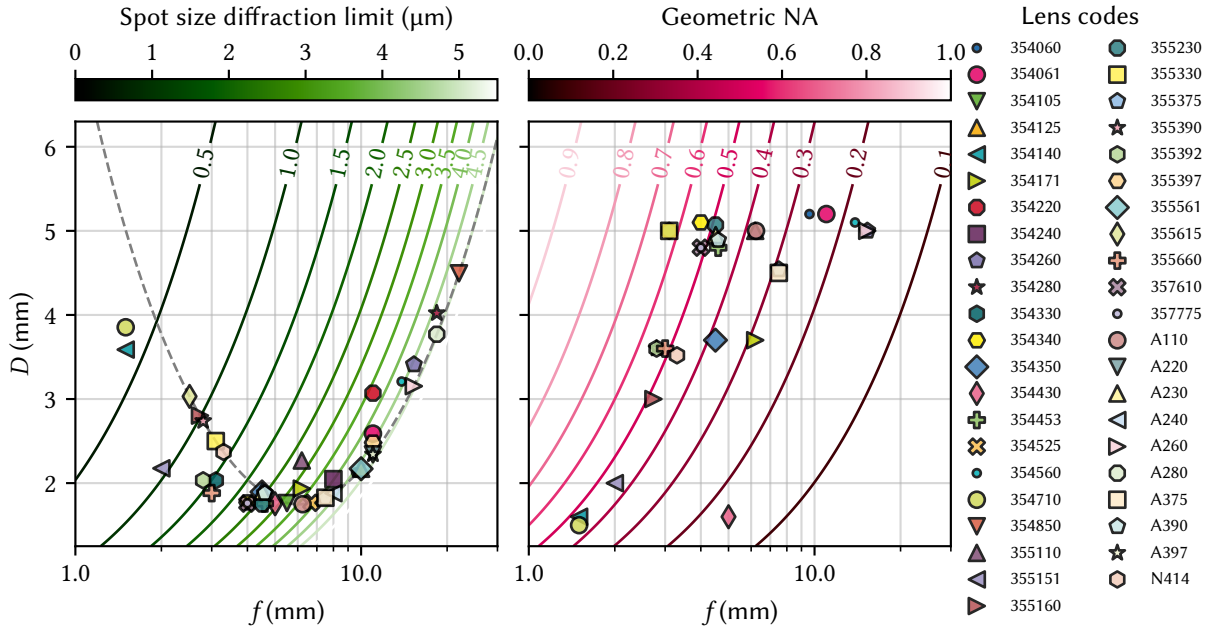 Spot size diffraction limit (μm)
Geometric NA
Lens codes
0 1 2 3 4 5
0.0 0.2 0.4 0.6 0.8 1.0
0.5 1.0 1.5 2.0 2.5 3.0 3.5 4.0 4.5
0.9 0.8 0.7 0.6 0.5 0.4 0.3 0.2 0.1
6
5
4
3
2
D (mm)
1.0 10.0
f (mm)
1.0 10.0
f (mm)
354060
354061
354105
354125
354140
354171
354220
354240
354260
354280
354330
354340
354350
354430
354453
354525
354560
354710
354850
355110
355151
355160
355230
355330
355375
355390
355392
355397
355561
355615
355660
357610
357775
A110
A220
A230
A240
A260
A280
A375
A390
A397
N414